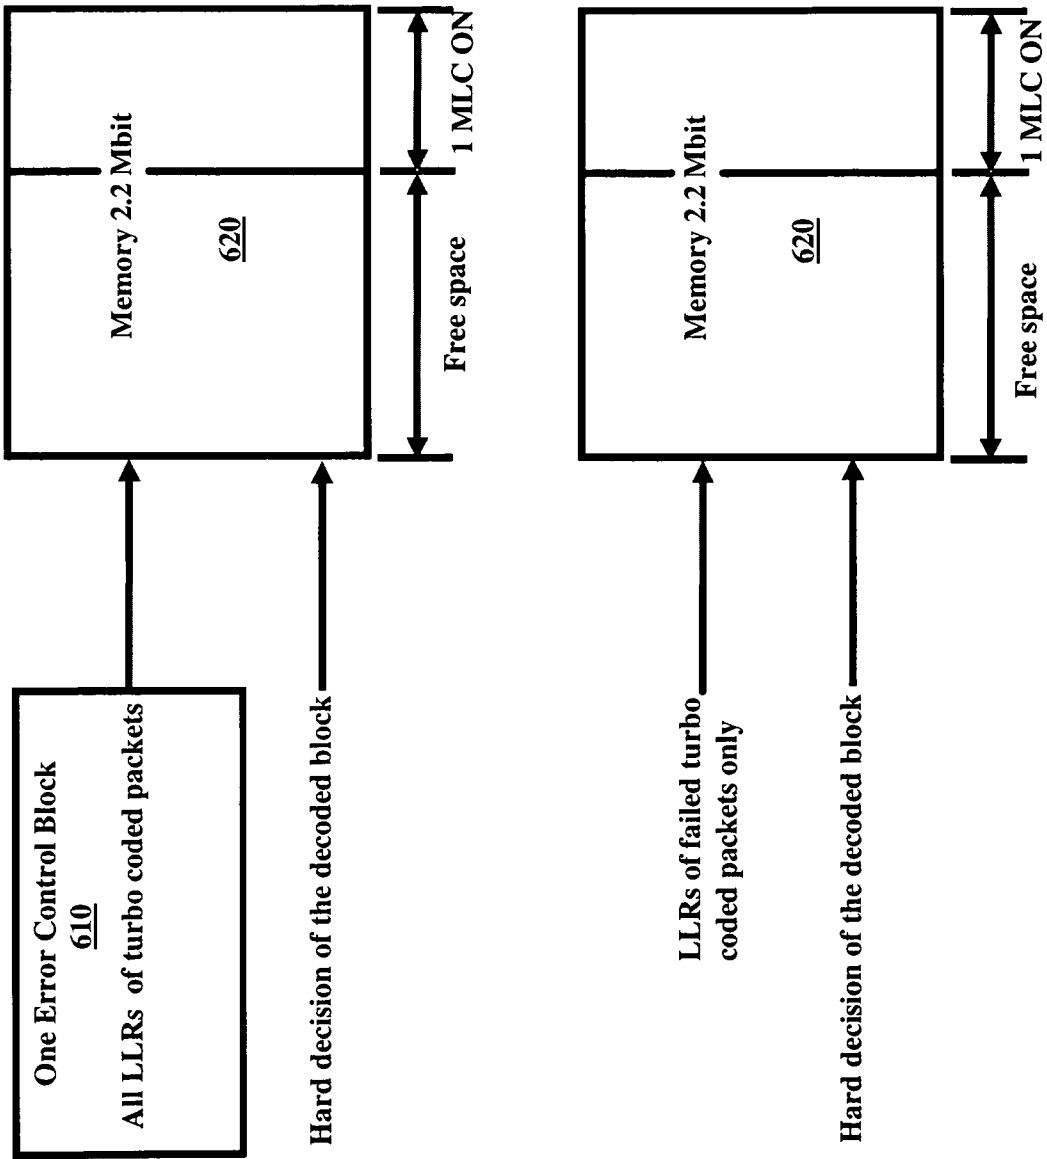 One Error Control Block
610
All LLRs of turbo coded packets
Hard decision of the decoded block
Memory 2.2 Mbit
620
Free space
1 MLC ON
LLRs of failed turbo
coded packets only
Hard decision of the decoded block
Memory 2.2 Mbit
620
Free space
1 MLC ON